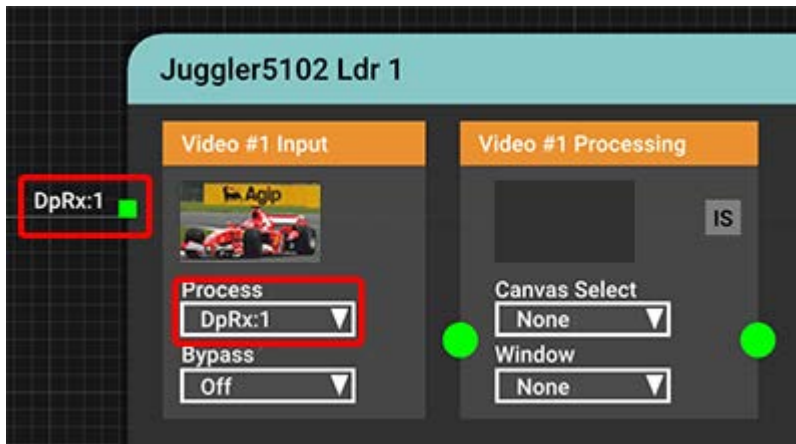 Juggler5102 Ldr 1
DpRx:1
Video #1 Input
Agip
Process
DpRx:1
Bypass
Off
Video #1 Processing
IS
Canvas Select
None
Window
None